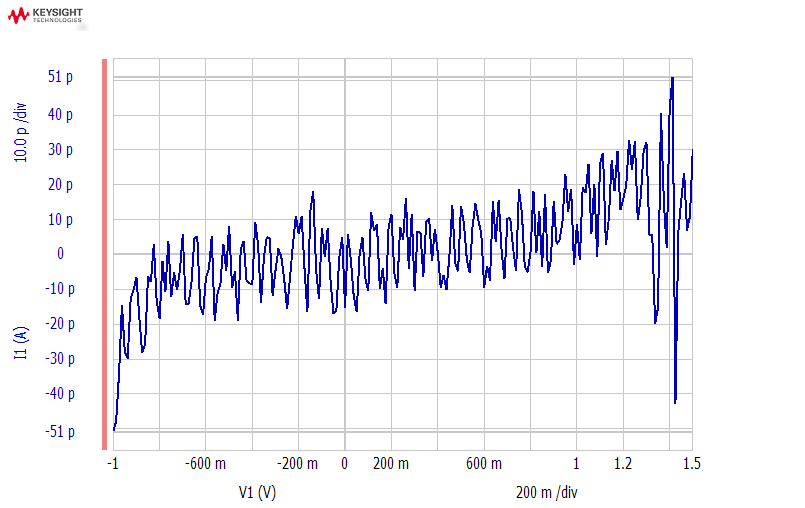 KEYSIGHT
TECHNOLOGIES
51 p
40 p
30 p
20 p
10 p
0
-10 p
-20 p
-30 p
-40 p
-51 p
10.0 p /div
I1 (A)
-1
-600 m
-200 m
0
200 m
600 m
1
1.2
1.5
V1 (V)
200 m /div